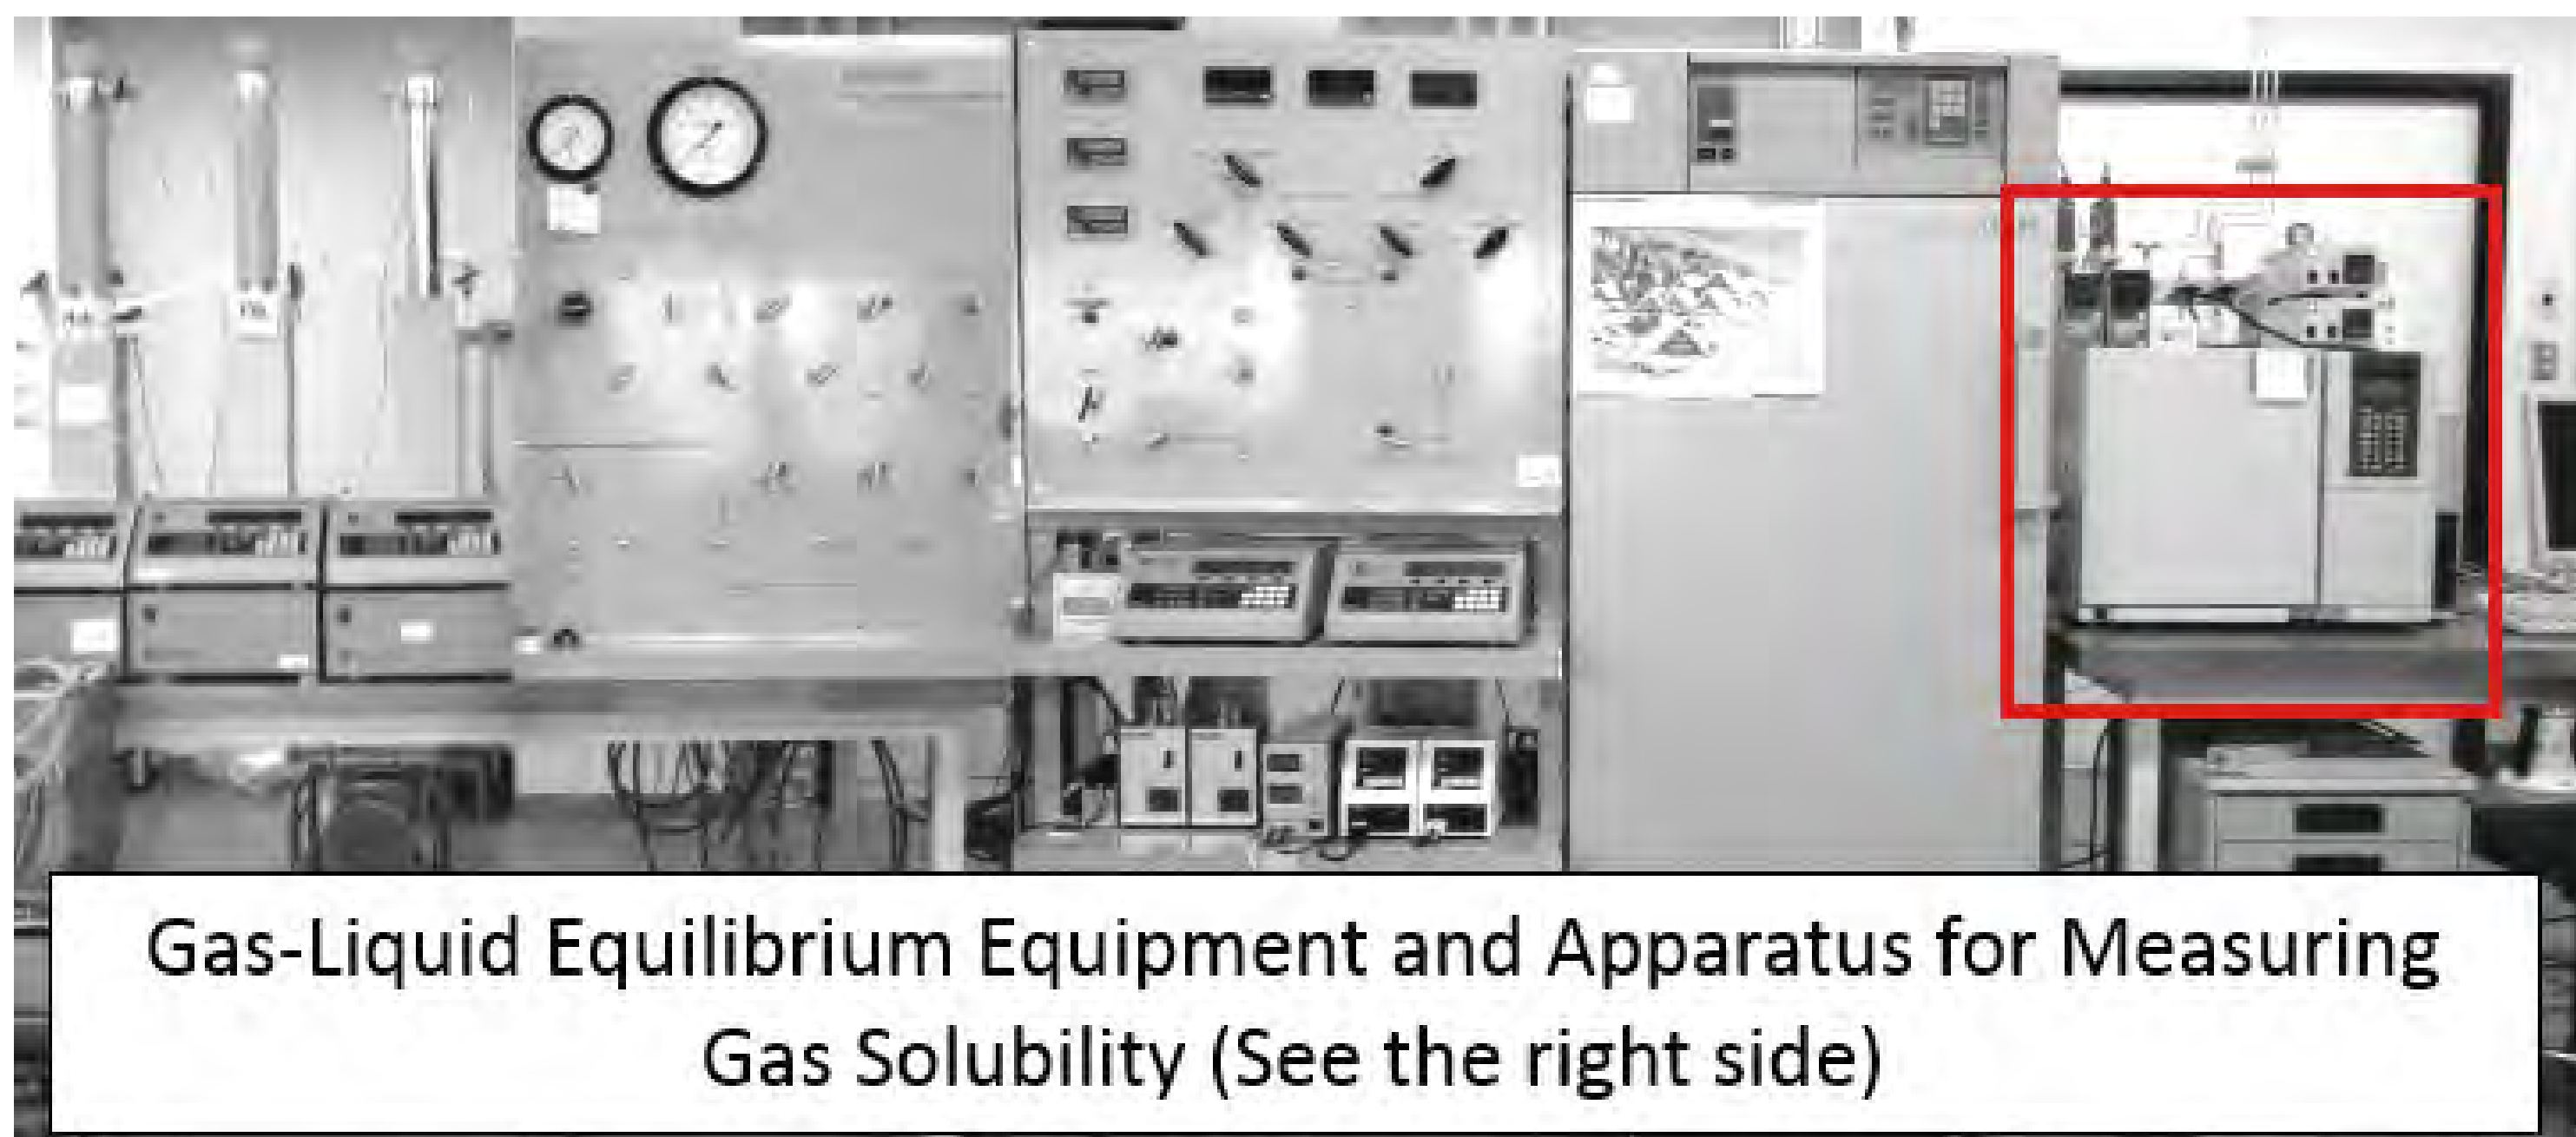 Gas-Liquid Equilibrium Equipment and Apparatus for Measuring
Gas Solubility (See the right side)